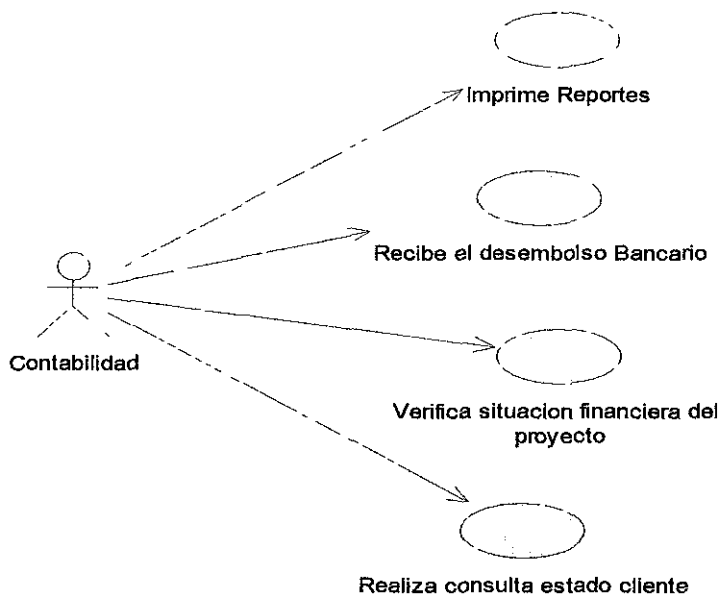 Imprime Reportes
Recibe el desembolso Bancario
Contabilidad
Verifica situacion financiera del
proyecto
Realiza consulta estado cliente